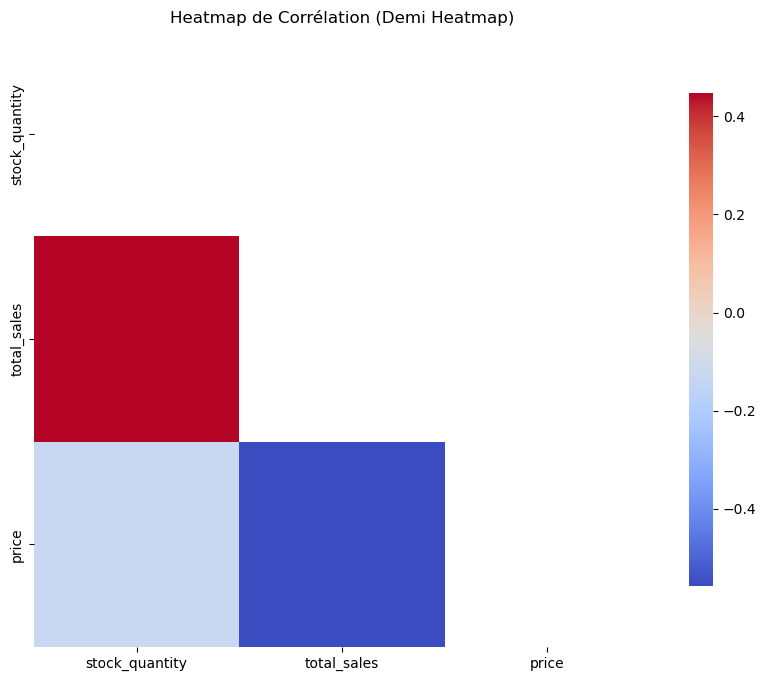 Heatmap de Corrélation (Demi Heatmap)
stock_quantity
total_sales
price
stock_quantity
total_sales
price
0.4
0.2
0.0
−0.2
−0.4